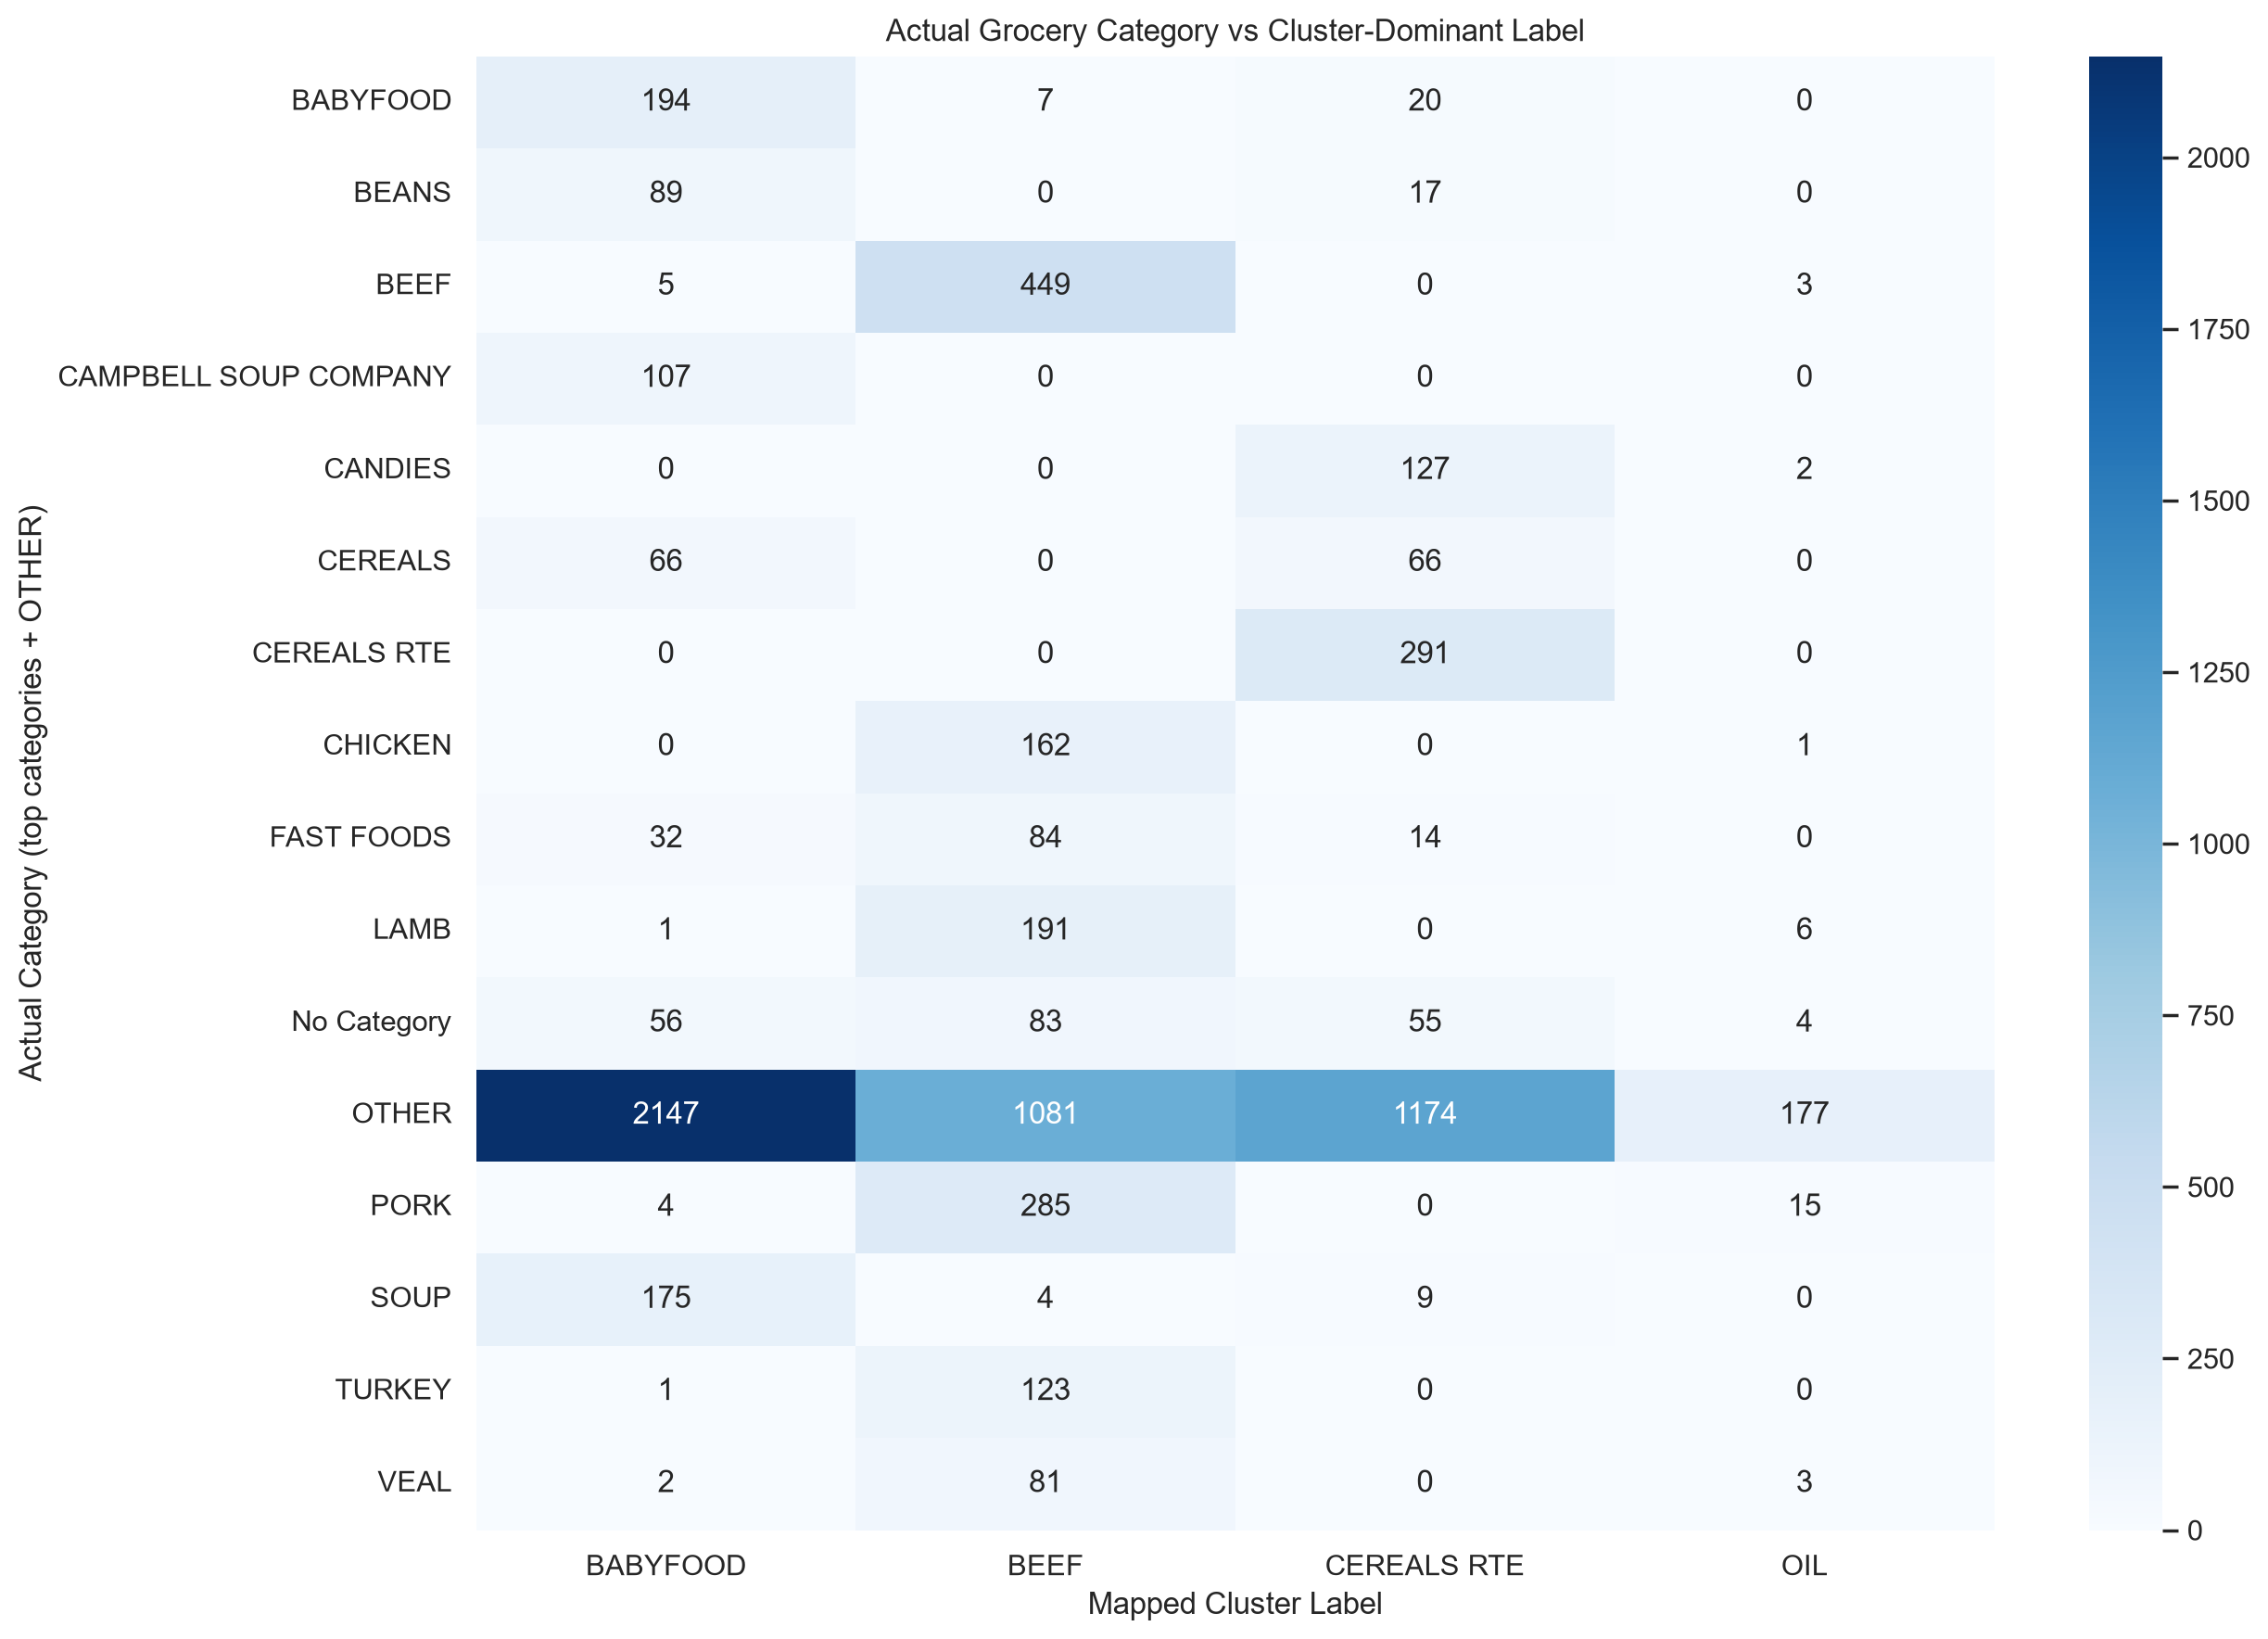 Actual Grocery Category vs Cluster-Dominant Label
Actual Category (top categories + OTHER)
BABYFOOD 194 7 20 0
BEANS 89 0 17 0
BEEF 5 449 0 3
CAMPBELL SOUP COMPANY 107 0 0 0
CANDIES 0 0 127 2
CEREALS 66 0 66 0
CEREALS RTE 0 0 291 0
CHICKEN 0 162 0 1
FAST FOODS 32 84 14 0
LAMB 1 191 0 6
No Category 56 83 55 4
OTHER 2147 1081 1174 177
PORK 4 285 0 15
SOUP 175 4 9 0
TURKEY 1 123 0 0
VEAL 2 81 0 3
BABYFOOD BEEF CEREALS RTE OIL
Mapped Cluster Label
2000
1750
1500
1250
1000
750
500
250
0